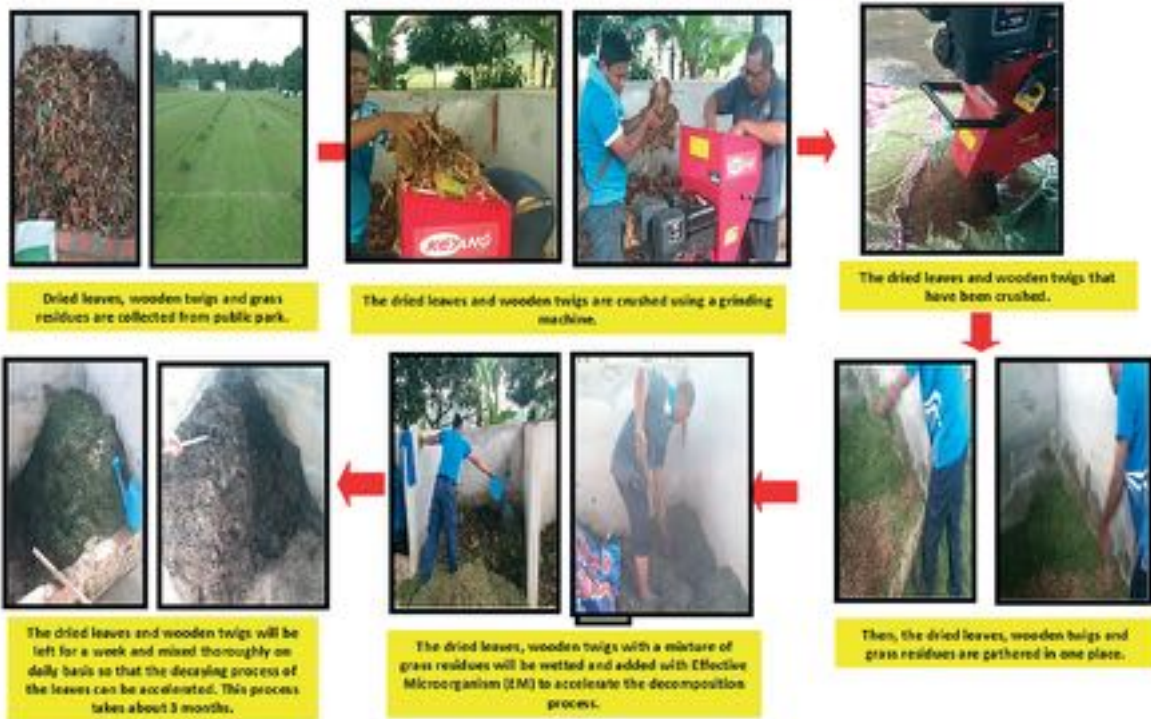 KEYANG
Dried leaves, wooden twigs and grass
residues are collected from public park.
The dried leaves and wooden twigs are crushed using a grinding
machine.
The dried leaves and wooden twigs that
have been crushed.
Then, the dried leaves, wooden twigs and
grass residues are gathered in one place.
The dried leaves, wooden twigs with a mixture of
grass residues will be wetted and added with Effective
Microorganism (EM) to accelerate the decomposition
process.
The dried leaves and wooden twigs will be
left for a week and mixed thoroughly on
daily basis so that the decaying process of
the leaves can be accelerated. This process
takes about 3 months.